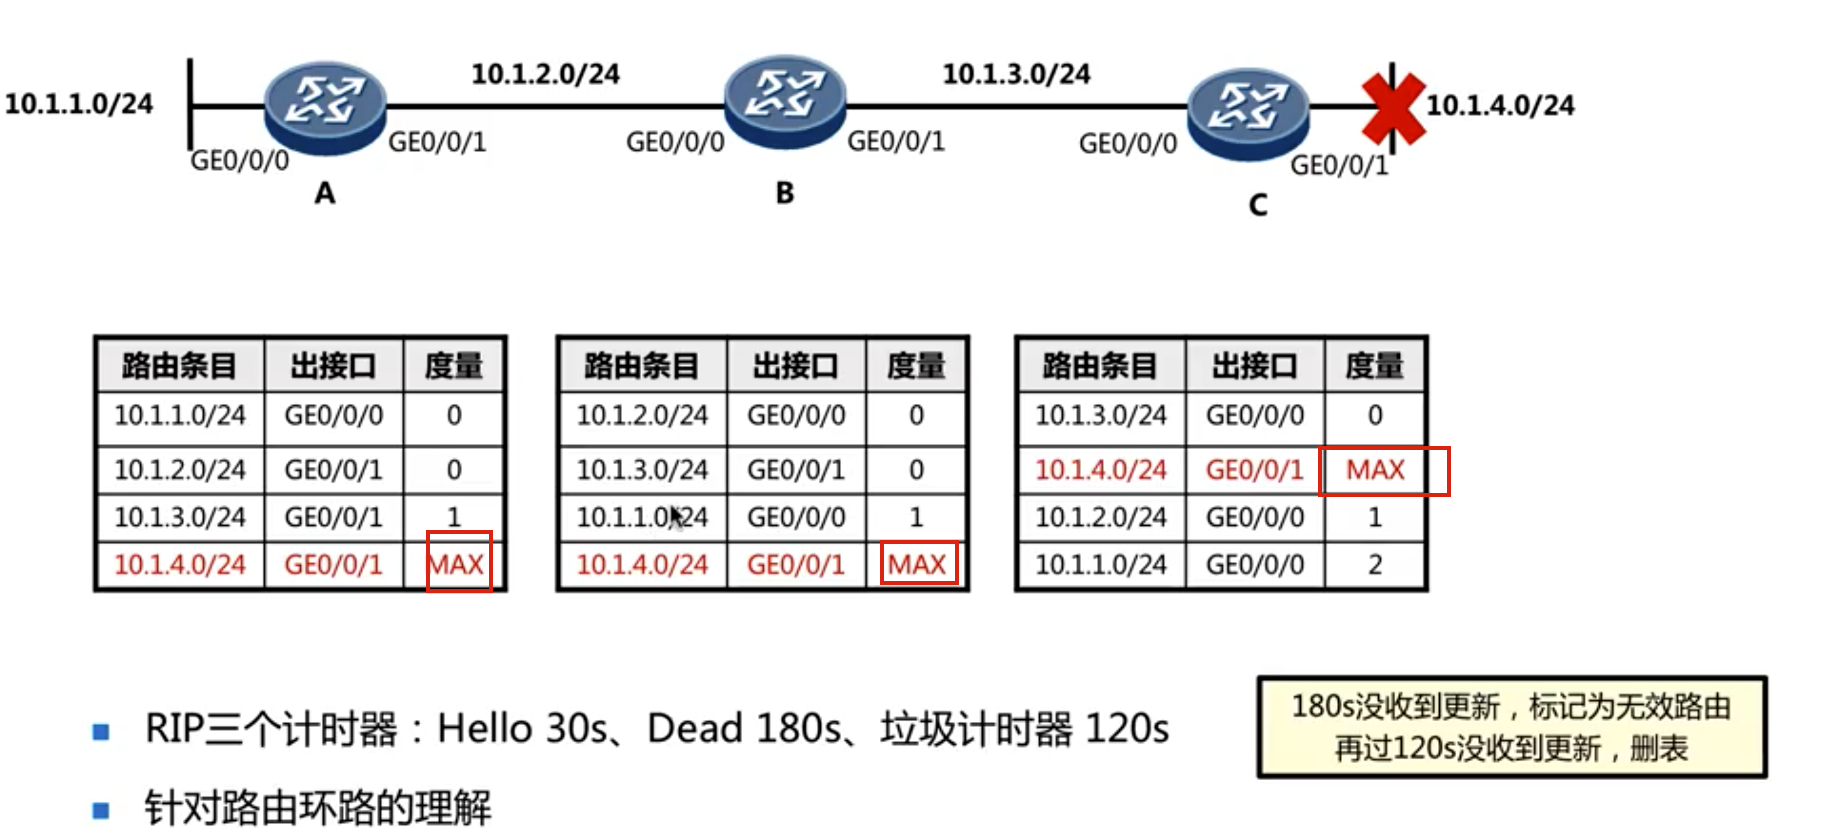 10.1.2.0/24
10.1.3.0/24
10.1.1.0/24
10.1.4.0/24
GE0/0/0
GE0/0/1
GE0/0/0
GE0/0/1
GE0/0/0
GE0/0/1
A
B
C
路由条目 出接口 度量
10.1.1.0/24 GE0/0/0 0
10.1.2.0/24 GE0/0/1 0
10.1.3.0/24 GE0/0/1 1
10.1.4.0/24 GE0/0/1 MAX
路由条目 出接口 度量
10.1.2.0/24 GE0/0/0 0
10.1.3.0/24 GE0/0/1 0
10.1.1.0/24 GE0/0/0 1
10.1.4.0/24 GE0/0/1 MAX
路由条目 出接口 度量
10.1.3.0/24 GE0/0/0 0
10.1.4.0/24 GE0/0/1 MAX
10.1.2.0/24 GE0/0/0 1
10.1.1.0/24 GE0/0/0 2
RIP三个计时器：Hello 30s、Dead 180s、垃圾计时器 120s
针对路由环路的理解
180s没收到更新，标记为无效路由
再过120s没收到更新，删表